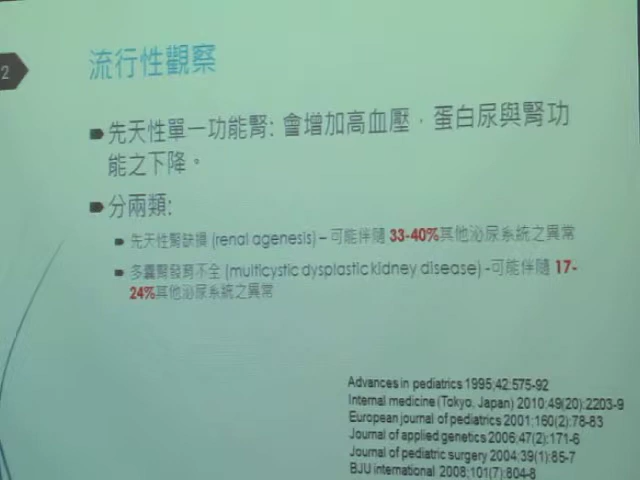 2
流行性觀察
先天性單一功能腎: 會增加高血壓，蛋白尿與腎功
能之下降。
分兩類:
先天性腎缺損 (renal agenesis) – 可能伴隨 33-40%其他泌尿系統之異常
多囊腎發育不全 (multicystic dysplastic kidney disease) -可能伴隨 17-
24%其他泌尿系統之異常
Advances in pediatrics 1995;42:575-92
Internal medicine (Tokyo, Japan) 2010;49(20):2203-9
European journal of pediatrics 2001;160(2):78-83
Journal of applied genetics 2006;47(2):171-6
Journal of pediatric surgery 2004;39(1):85-7
BJU international 2008;101(7):804-8